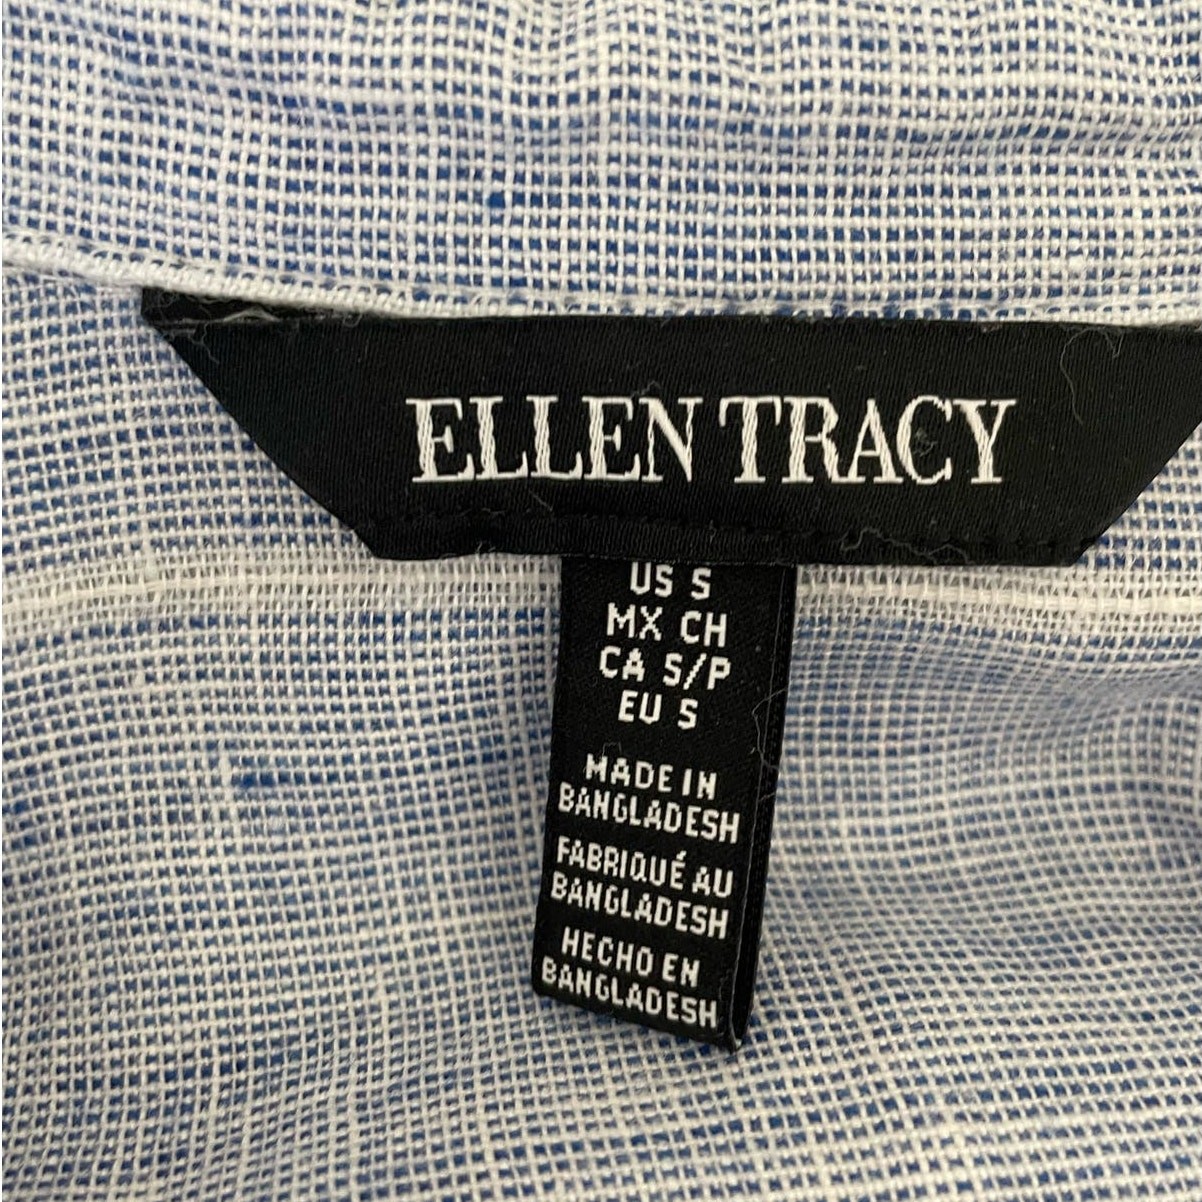 ELLEN TRACY
US S
MX CH
CA S/P
EU S
MADE IN
BANGLADESH
FABRIQUÉ AU
BANGLADESH
HECHO EN
BANGLADESH